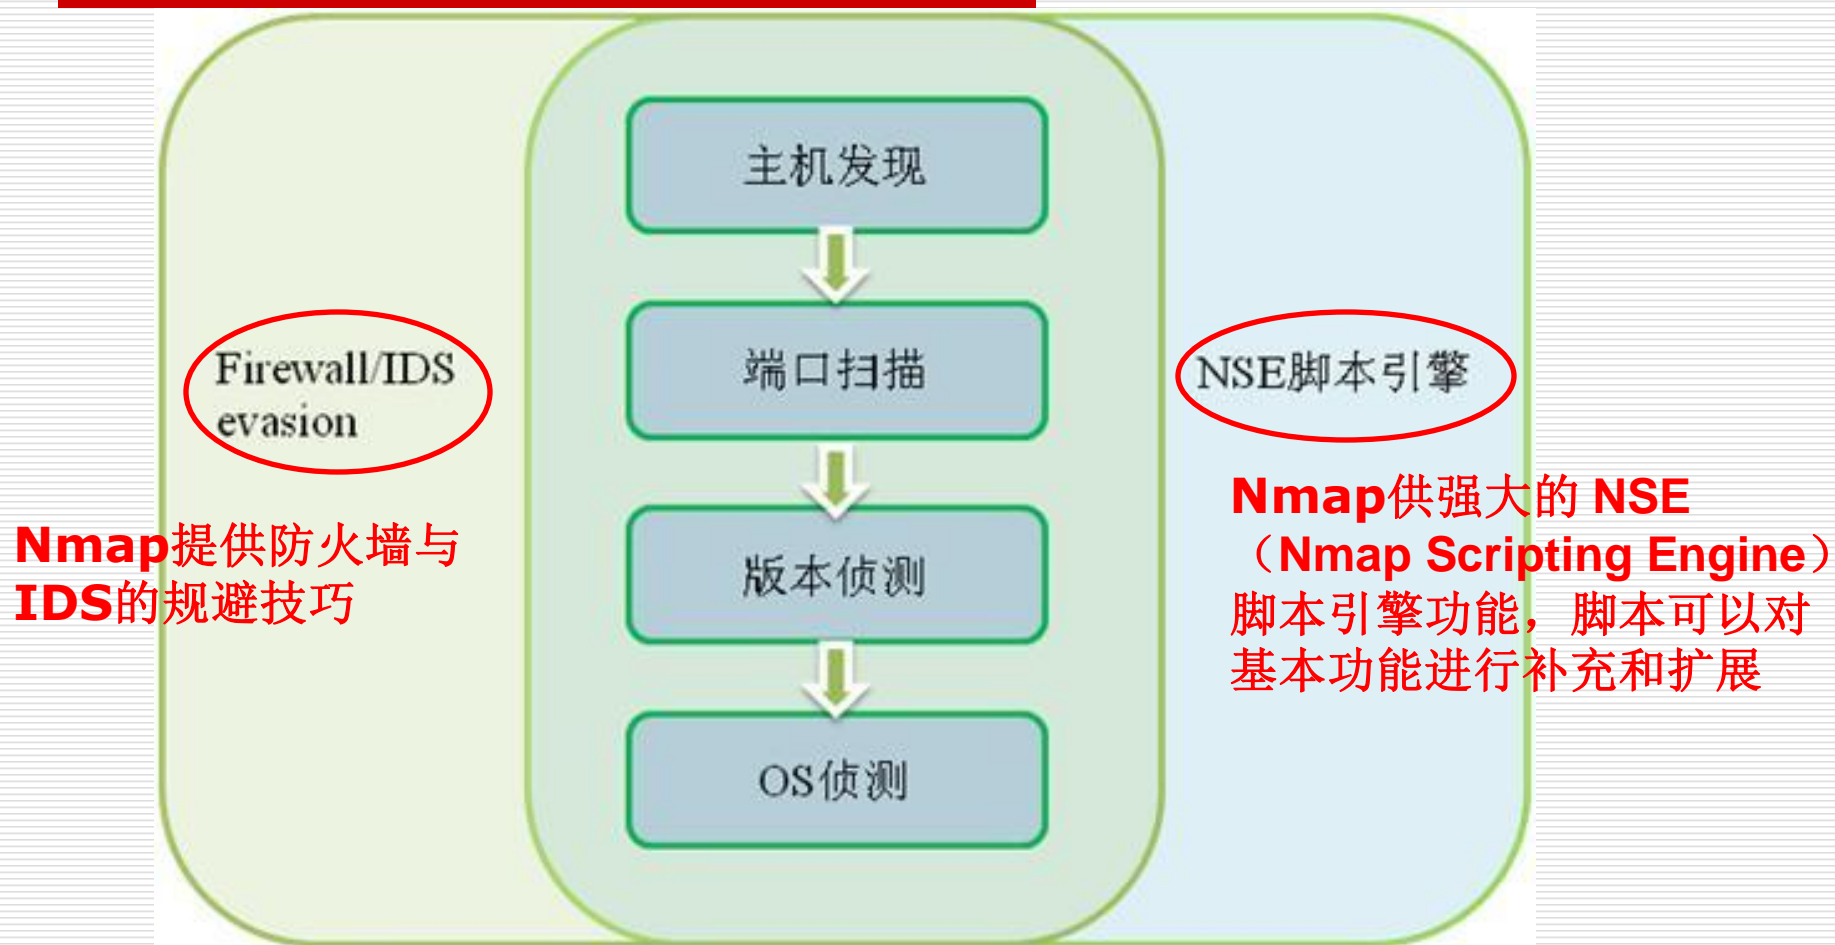 主机发现
端口扫描
版本侦测
OS侦测
Firewall/IDS
evasion
Nmap提供防火墙与
IDS的规避技巧
NSE脚本引擎
Nmap供强大的 NSE
（Nmap Scripting Engine）
脚本引擎功能，脚本可以对
基本功能进行补充和扩展